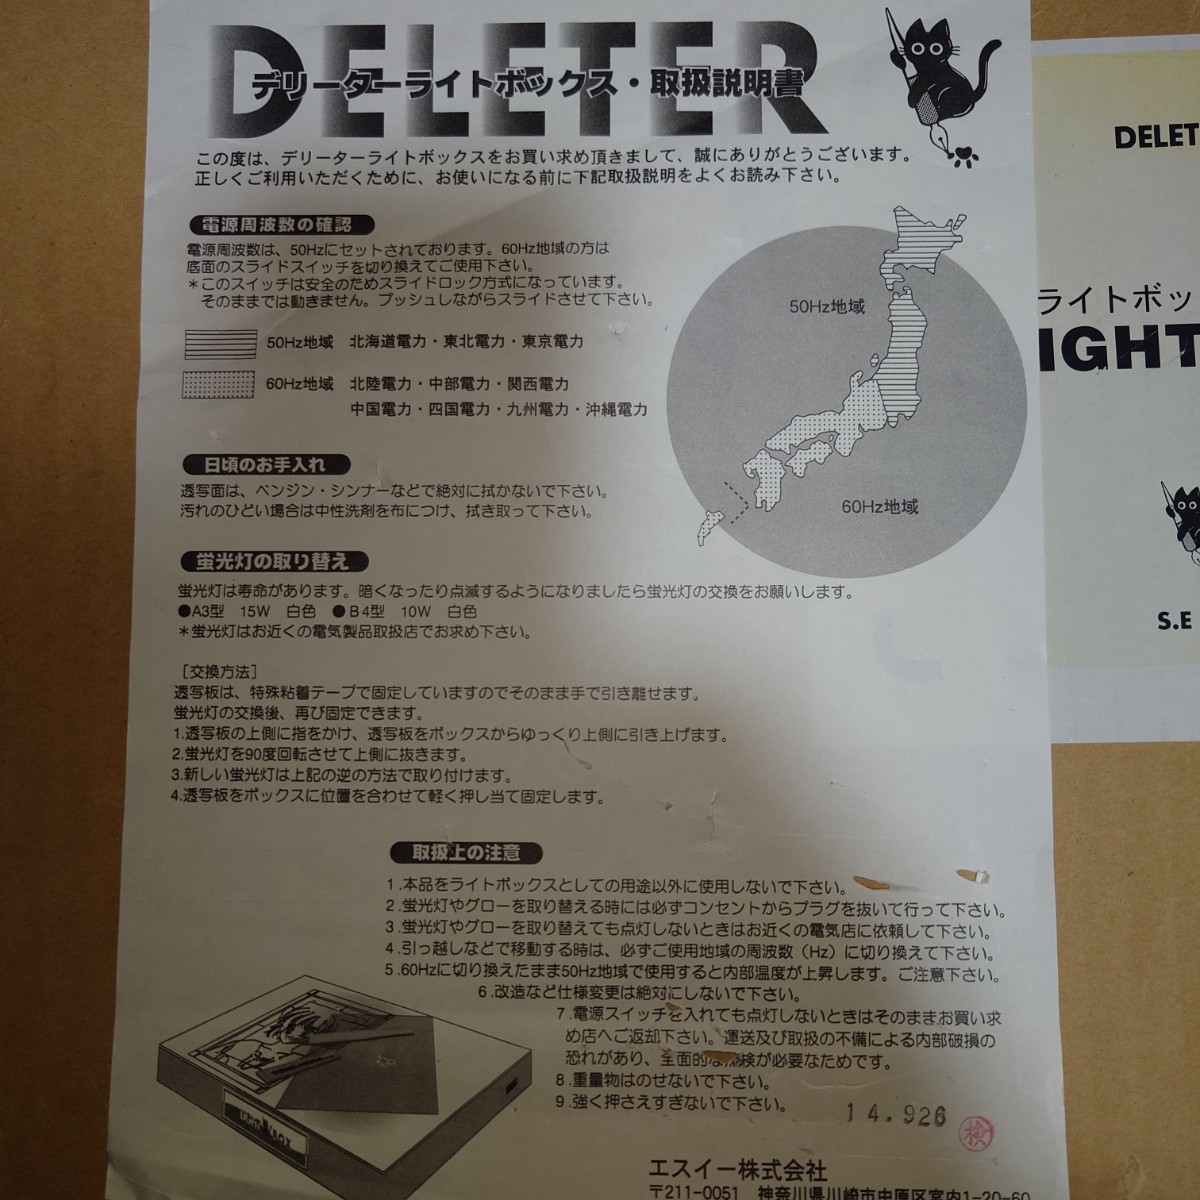 DELETER
デリーターライトボックス・取扱説明書
この度は、デリーターライトボックスをお買い求め頂きまして、誠にありがとうございます。
正しくご利用いただくために、お使いになる前に下記取扱説明をよくお読み下さい。
電源周波数の確認
電源周波数は、50Hzにセットされております。60Hz地域の方は
底面のスライドスイッチを切り換えてご使用下さい。
＊このスイッチは安全のためスライドロック方式になっています。
そのままでは動きません。プッシュしながらスライドさせて下さい。
50Hz地域 北海道電力・東北電力・東京電力
60Hz地域 北陸電力・中部電力・関西電力
中国電力・四国電力・九州電力・沖縄電力
50Hz地域
60Hz地域
日頃のお手入れ
透写面は、ベンジン・シンナーなどで絶対に拭かないで下さい。
汚れのひどい場合は中性洗剤を布につけ、拭き取って下さい。
蛍光灯の取り替え
蛍光灯は寿命があります。暗くなったり点滅するようになりましたら蛍光灯の交換をお願いします。
●A3型 15W 白色 ●B4型 10W 白色
＊蛍光灯はお近くの電気製品取扱店でお求め下さい。
［交換方法］
透写板は、特殊粘着テープで固定していますのでそのまま手で引き離せます。
蛍光灯の交換後、再び固定できます。
1.透写板の上側に指をかけ、透写板をボックスからゆっくり上側に引き上げます。
2.蛍光灯を90度回転させて上側に抜きます。
3.新しい蛍光灯は上記の逆の方法で取り付けます。
4.透写板をボックスに位置を合わせて軽く押し当て固定します。
取扱上の注意
1.本品をライトボックスとしての用途以外に使用しないで下さい。
2.蛍光灯やグローを取り替える時には必ずコンセントからプラグを抜いて行って下さい。
3.蛍光灯やグローを取り替えても点灯しないときはお近くの電気店に依頼して下さい。
4.引っ越しなどで移動する時は、必ずご使用地域の周波数（Hz）に切り換えて下さい。
5.60Hzに切り換えたまま50Hz地域で使用すると内部温度が上昇します。ご注意下さい。
6.改造など仕様変更は絶対にしないで下さい。
7.電源スイッチを入れても点灯しないときはそのままお買い求
め店へご返却下さい。運送及び取扱の不備による内部破損の
恐れがあり、全面的な点検が必要なためです。
8.重量物はのせないで下さい。
9.強く押さえすぎないで下さい。
14.926
検
エスイー株式会社
〒211-0051 神奈川県川崎市中原区宮内1-20-60
DELET
ライトボッ
IGHT
S.E